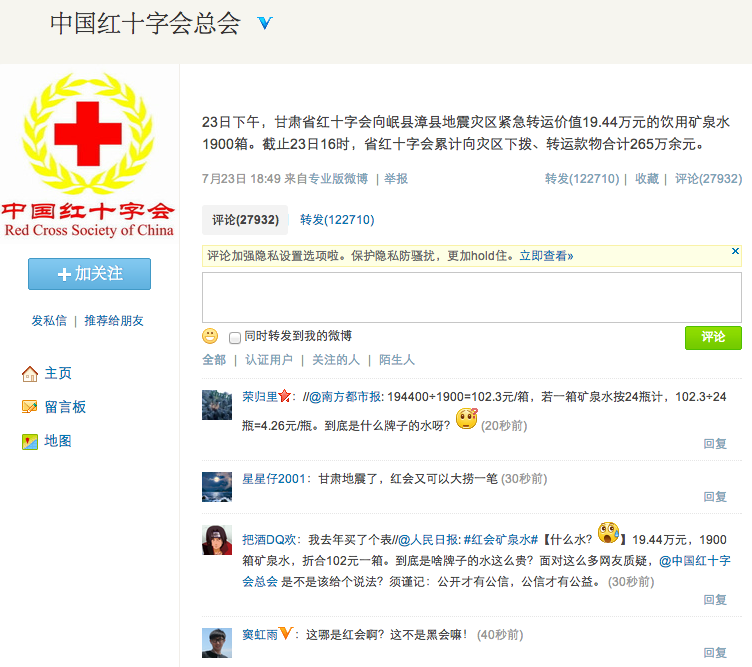 中国红十字会总会
中国红十字会
Red Cross Society of China
加关注
发私信 | 推荐给朋友
主页
留言板
地图
23日下午，甘肃省红十字会向岷县漳县地震灾区紧急转运价值19.44万元的饮用矿泉水
1900箱。截止23日16时，省红十字会累计向灾区下拨、转运款物合计265万余元。
7月23日 18:49 来自专业版微博 | 举报 转发(122710) | 收藏 | 评论(27932)
评论(27932) 转发(122710)
评论加强隐私设置选项啦。保护隐私防骚扰，更加hold住。立即查看»
同时转发到我的微博 评论
全部 | 认证用户 | 关注的人 | 陌生人
荣归里：//@南方都市报: 194400÷1900=102.3元/箱，若一箱矿泉水按24瓶计，102.3÷24
瓶=4.26元/瓶。到底是什么牌子的水呀？ (20秒前)
回复
星星仔2001：甘肃地震了，红会又可以大捞一笔 (30秒前)
回复
把酒DQ欢：我去年买了个表//@人民日报: #红会矿泉水#【什么水？】19.44万元，1900
箱矿泉水，折合102元一箱。到底是啥牌子的水这么贵？面对这么多网友质疑，@中国红十字
会总会 是不是该给个说法？须谨记：公开才有公信，公信才有公益。 (30秒前)
回复
窦虹雨：这哪是红会啊？这不是黑会嘛！ (40秒前)
回复